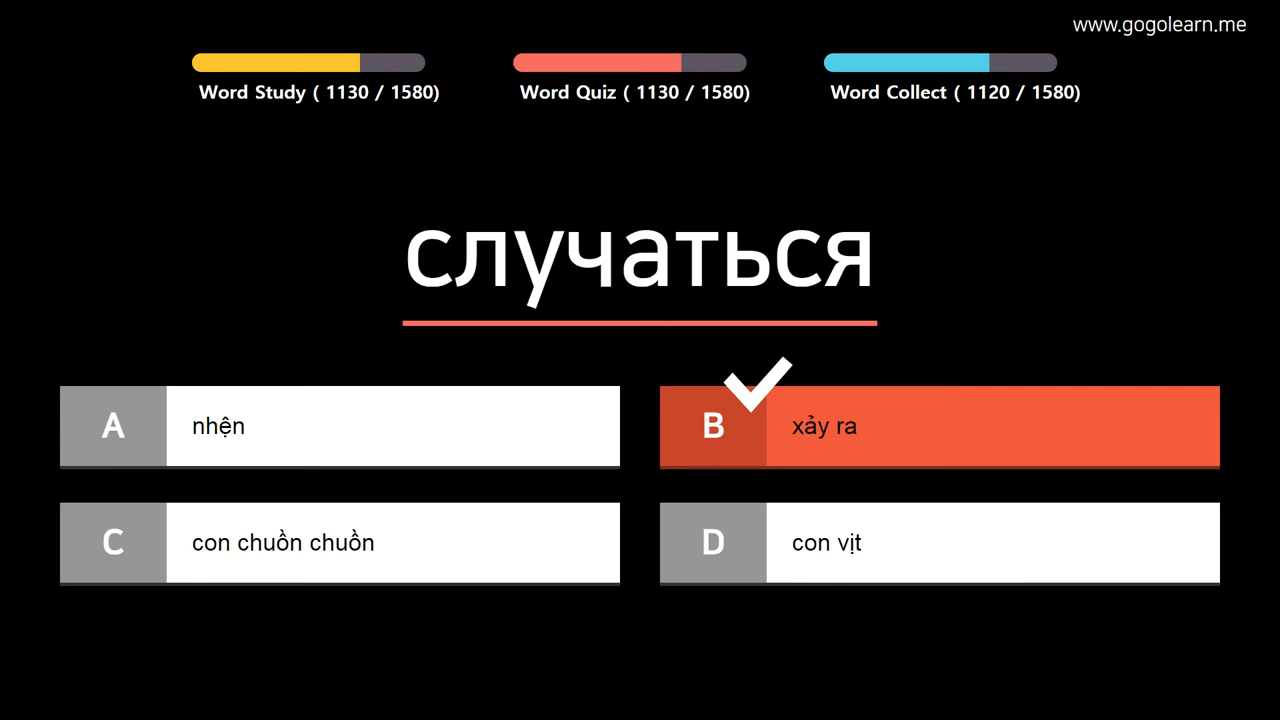 www.gogolearn.me
Word Study ( 1130 / 1580)
Word Quiz ( 1130 / 1580)
Word Collect ( 1120 / 1580)
случаться
A nhện
B xảy ra
C con chuồn chuồn
D con vịt